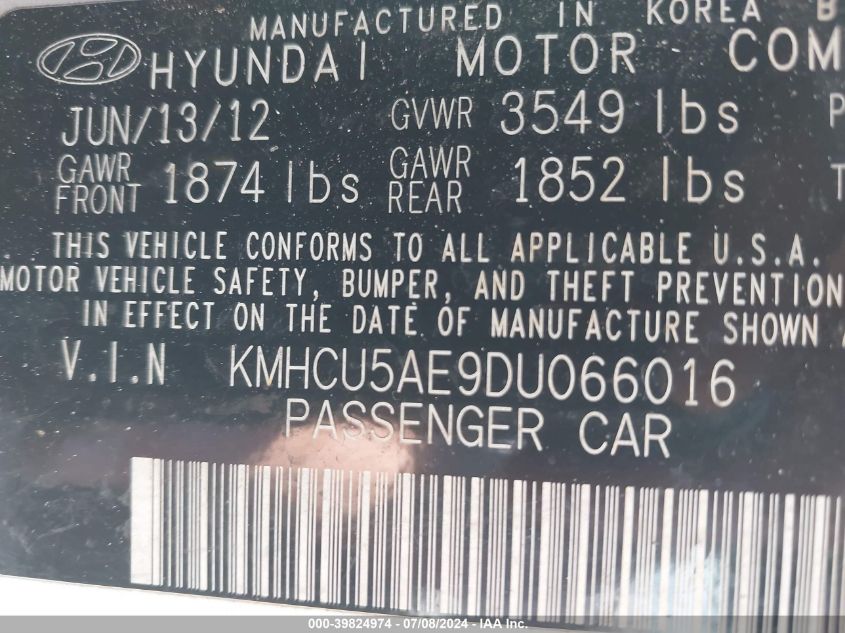 MANUFACTURED IN KOREA B
HYUNDAI MOTOR COM
JUN/13/12 GVWR 3549 lbs P
GAWR FRONT 1874 lbs GAWR REAR 1852 lbs T
THIS VEHICLE CONFORMS TO ALL APPLICABLE U.S.A.
MOTOR VEHICLE SAFETY, BUMPER, AND THEFT PREVENTION
IN EFFECT ON THE DATE OF MANUFACTURE SHOWN A
V.I.N KMHCU5AE9DU066016
PASSENGER CAR
000-39824974 - 07/08/2024 - IAA Inc.